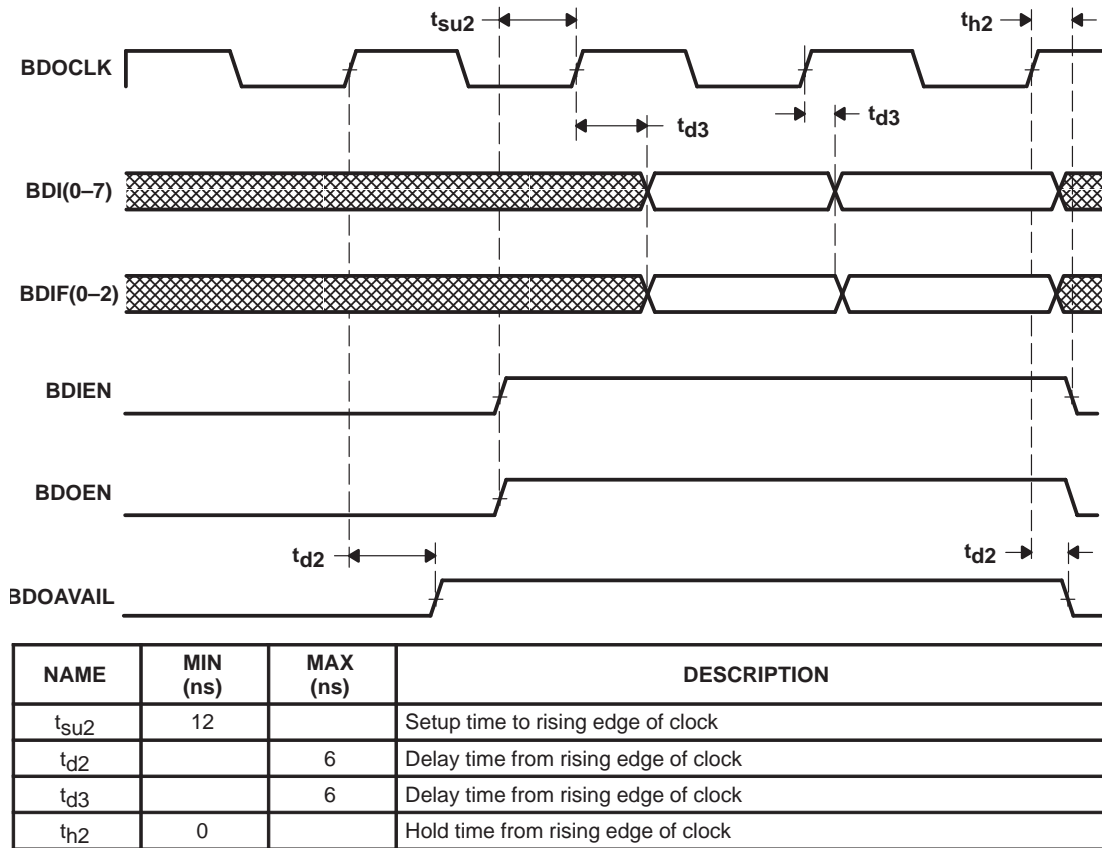 tsu2
th2
BDOCLK
td3
td3
BDI(0–7)
BDIF(0–2)
BDIEN
BDOEN
td2
td2
BDOAVAIL
NAME MIN (ns) MAX (ns) DESCRIPTION
tsu2 12 Setup time to rising edge of clock
td2 6 Delay time from rising edge of clock
td3 6 Delay time from rising edge of clock
th2 0 Hold time from rising edge of clock